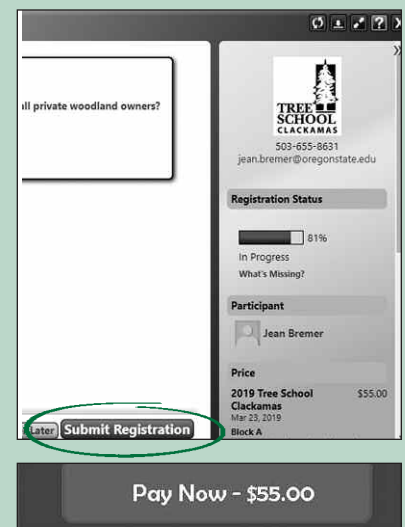 ?
all private woodland owners?
TREE
SCHOOL
CLACKAMAS
503-655-8631
jean.bremer@oregonstate.edu
Registration Status
81%
In Progress
What's Missing?
Participant
Jean Bremer
Price
2019 Tree School $55.00
Clackamas
Mar 23, 2019
Block A
Later Submit Registration
Pay Now - $55.00